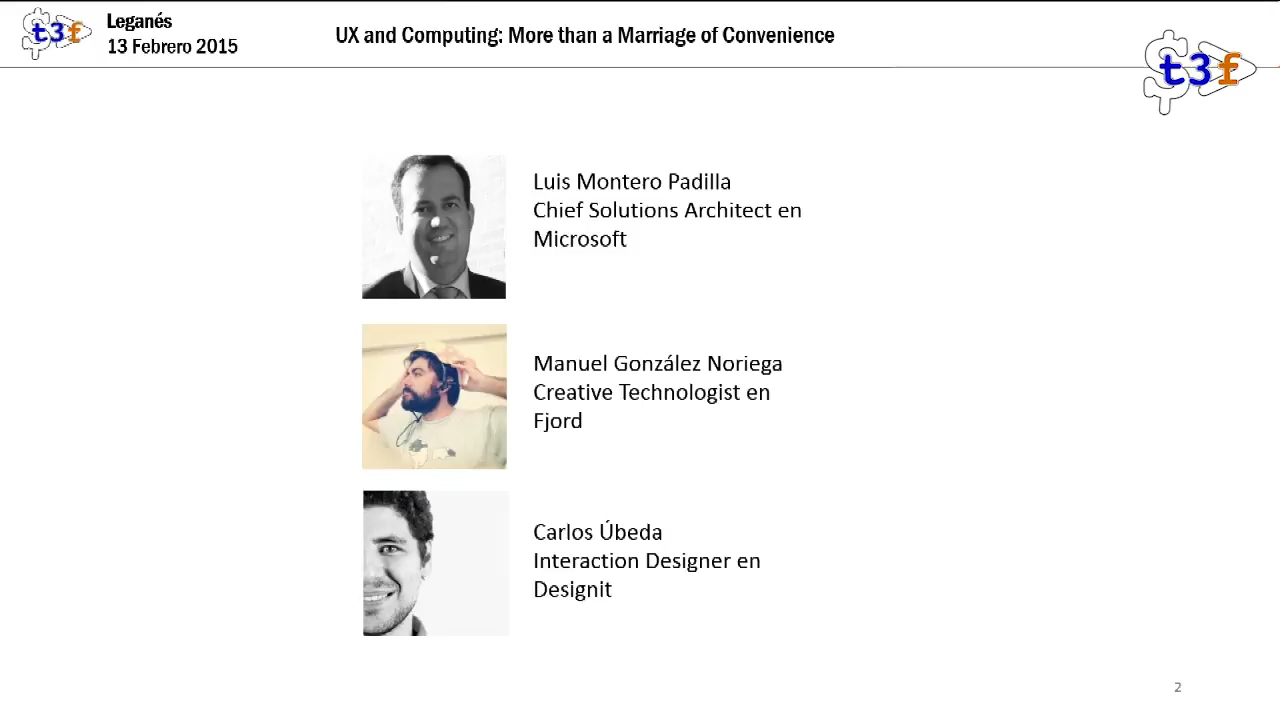 t3f
Leganés
13 Febrero 2015
UX and Computing: More than a Marriage of Convenience
t3f
Luis Montero Padilla
Chief Solutions Architect en
Microsoft
Manuel González Noriega
Creative Technologist en
Fjord
Carlos Úbeda
Interaction Designer en
Designit
2